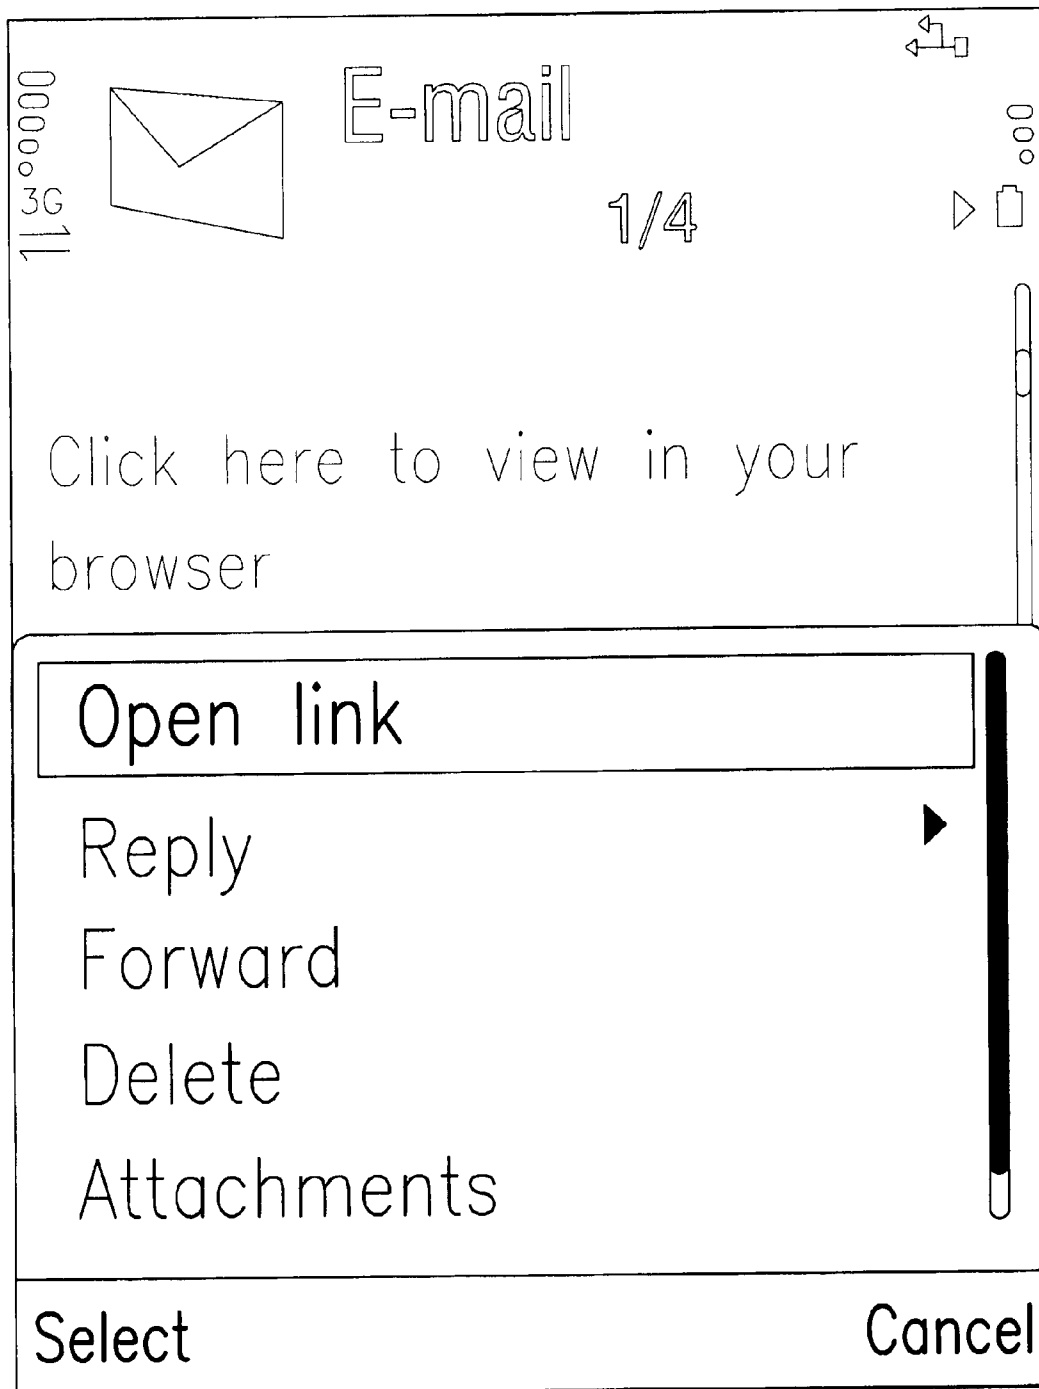 E-mail
3G
1/4
Click here to view in your
browser
Open link
Reply
Forward
Delete
Attachments
Select Cancel